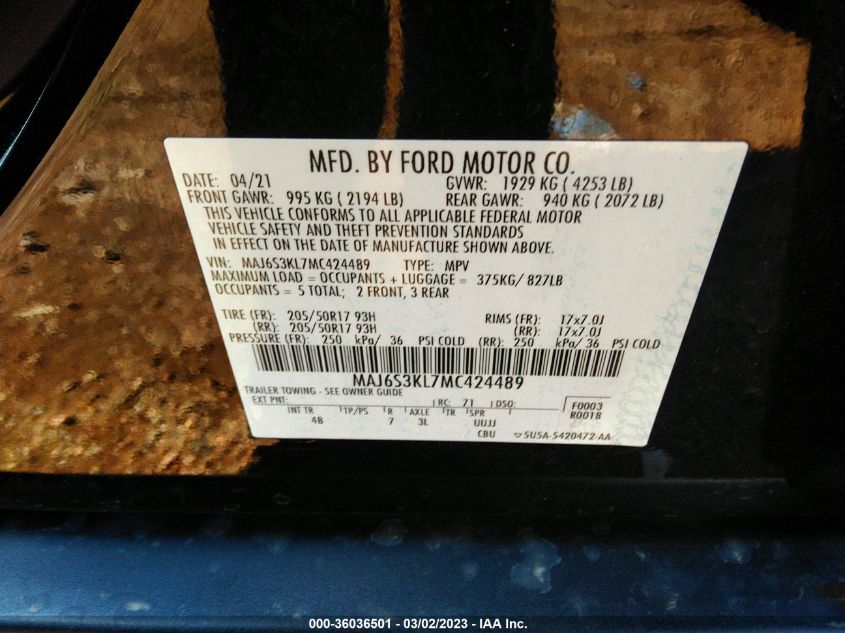 MFD. BY FORD MOTOR CO.
DATE: 04/21 GVWR: 1929 KG ( 4253 LB)
FRONT GAWR: 995 KG ( 2194 LB) REAR GAWR: 940 KG ( 2072 LB)
THIS VEHICLE CONFORMS TO ALL APPLICABLE FEDERAL MOTOR
VEHICLE SAFETY AND THEFT PREVENTION STANDARDS
IN EFFECT ON THE DATE OF MANUFACTURE SHOWN ABOVE.
VIN: MAJ6S3KL7MC424489 TYPE: MPV
MAXIMUM LOAD = OCCUPANTS + LUGGAGE = 375KG/ 827LB
OCCUPANTS = 5 TOTAL; 2 FRONT, 3 REAR
TIRE (FR): 205/50R17 93H RIMS (FR): 17x7.0J
(RR): 205/50R17 93H (RR): 17x7.0J
PRESSURE (FR): 250 kPa/ 36 PSI COLD (RR): 250 kPa/ 36 PSI COLD
MAJ6S3KL7MC424489
TRAILER TOWING - SEE OWNER GUIDE
EXT PNT: RC: 71 DSO: F0003
R0018
INT TR TP/PS R AXLE TR SPR
4B 7 3L UUJJ
CBU 5U5A-5420472-AA
000-36036501 - 03/02/2023 - IAA Inc.